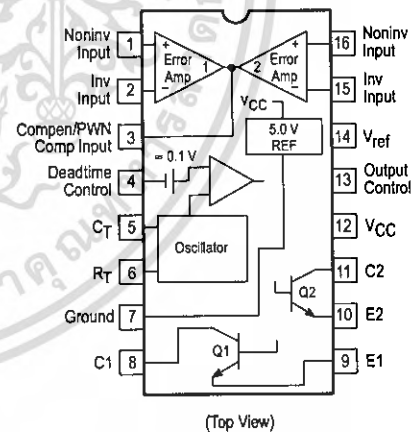 Noninv
Input
1
+
Error
Amp
1
−
Inv
Input
2
Compen/PWN
Comp Input
3
≈ 0.1 V
Deadtime
Control
4
CT
5
Oscillator
RT
6
Ground
7
C1
8
Q1
2
+
Error
Amp
−
16
Noninv
Input
15
Inv
Input
VCC
5.0 V
REF
14
Vref
13
Output
Control
12
VCC
11
C2
Q2
10
E2
9
E1
(Top View)